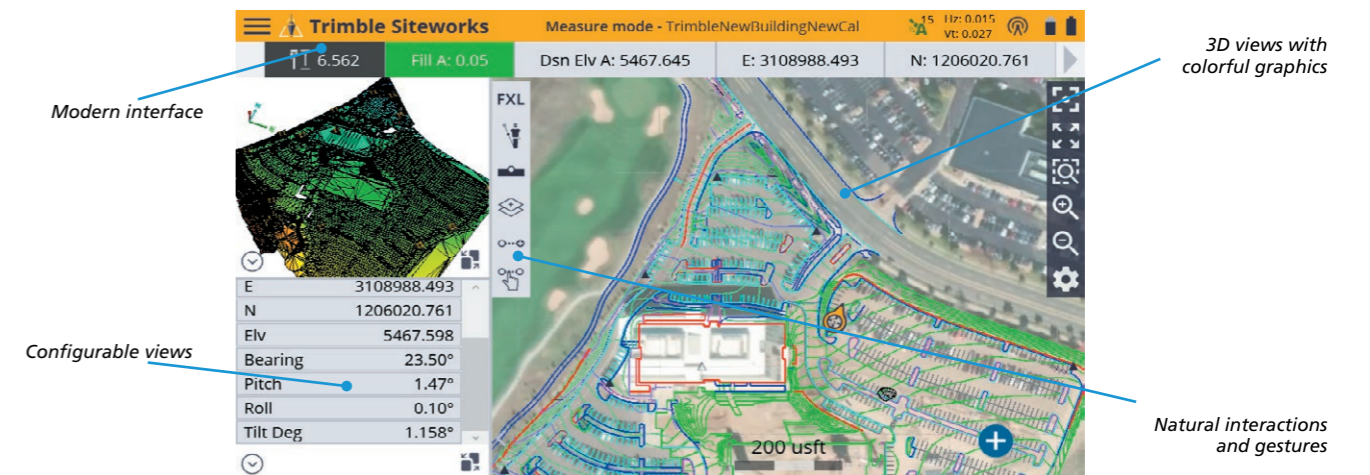 Trimble Siteworks
Measure mode - TrimbleNewBuildingNewCal
15
Hz: 0.015
Vt: 0.027
6.562
Fill A: 0.05
Dsn Elv A: 5467.645
E: 3108988.493
N: 1206020.761
3D views with
colorful graphics
Modern interface
FXL
E 3108988.493
N 1206020.761
Elv 5467.598
Bearing 23.50°
Pitch 1.47°
Roll 0.10°
Tilt Deg 1.158°
Configurable views
200 usft
Natural interactions
and gestures